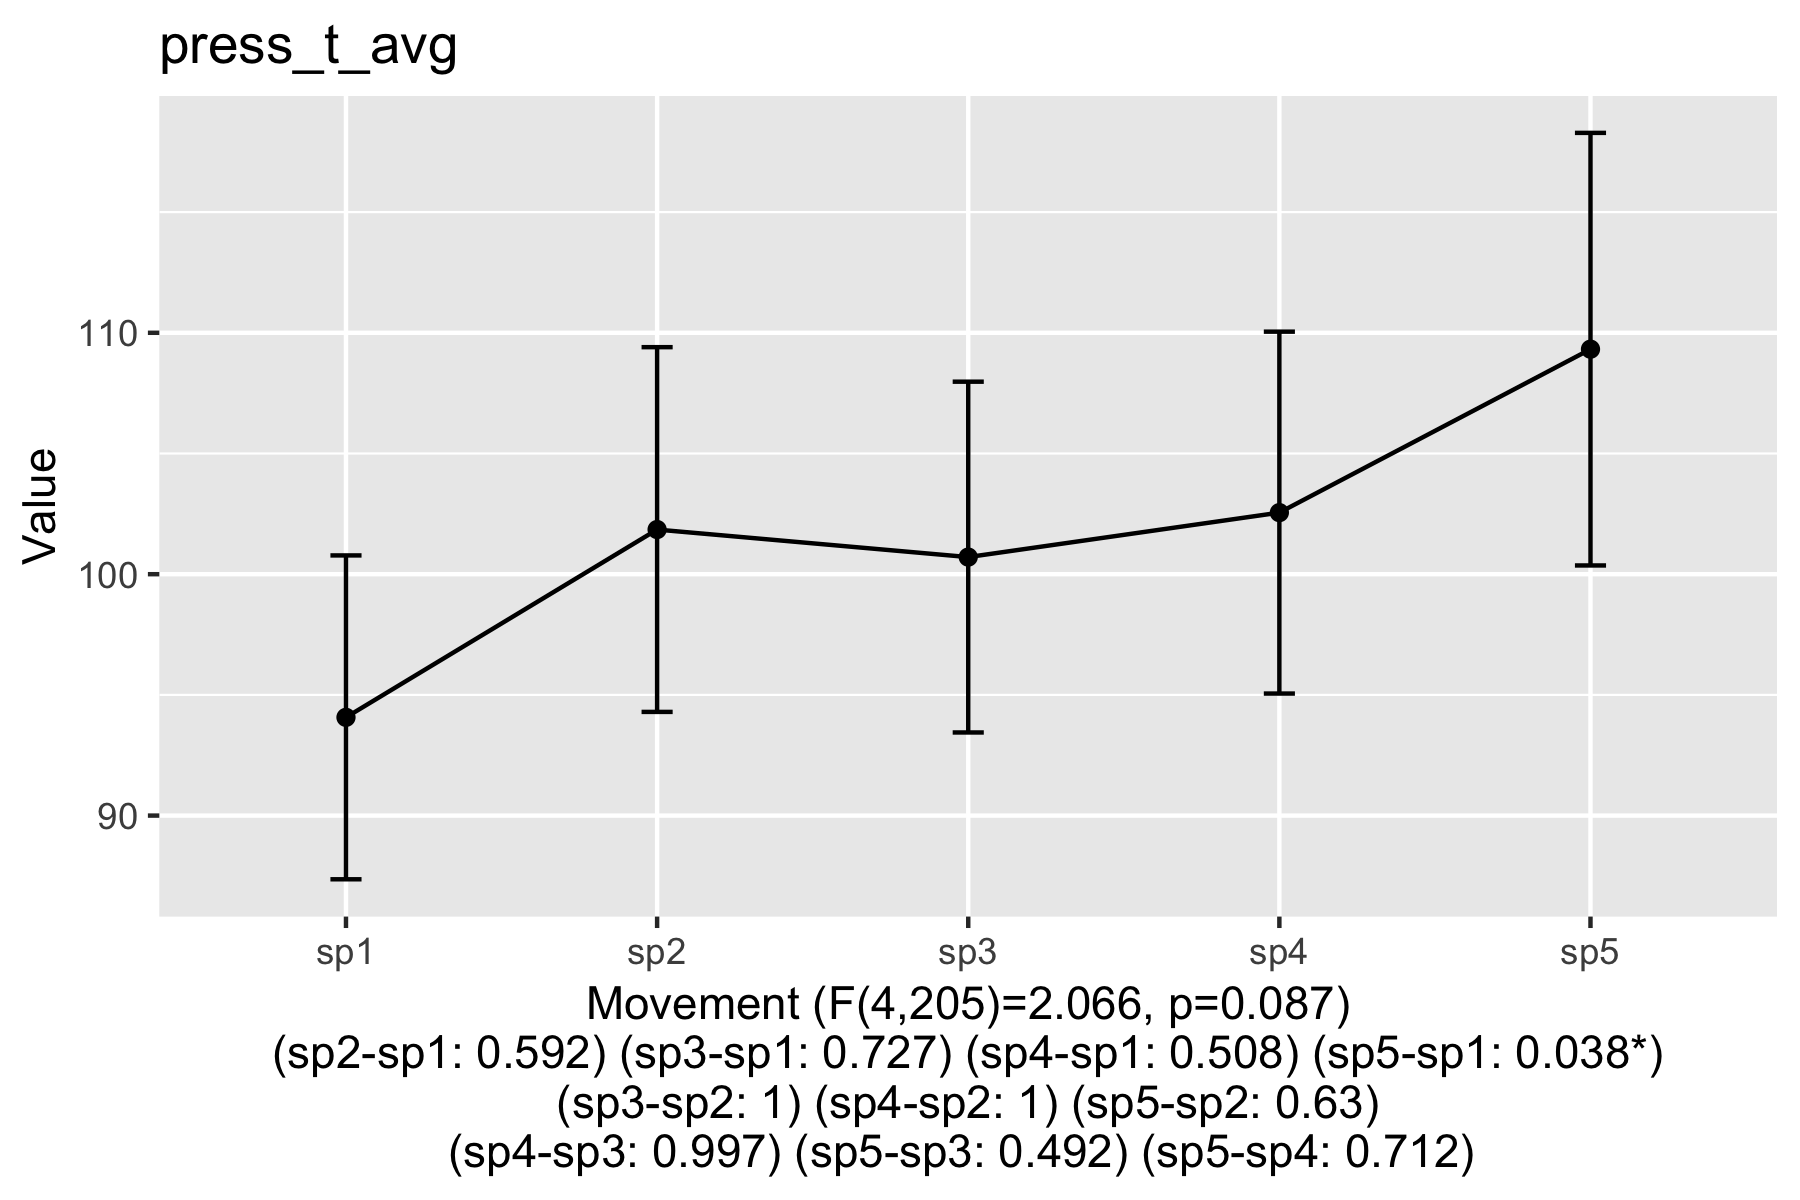 press_t_avg
Value
110
100
90
sp1 sp2 sp3 sp4 sp5
Movement (F(4,205)=2.066, p=0.087)
(sp2-sp1: 0.592) (sp3-sp1: 0.727) (sp4-sp1: 0.508) (sp5-sp1: 0.038*)
(sp3-sp2: 1) (sp4-sp2: 1) (sp5-sp2: 0.63)
(sp4-sp3: 0.997) (sp5-sp3: 0.492) (sp5-sp4: 0.712)